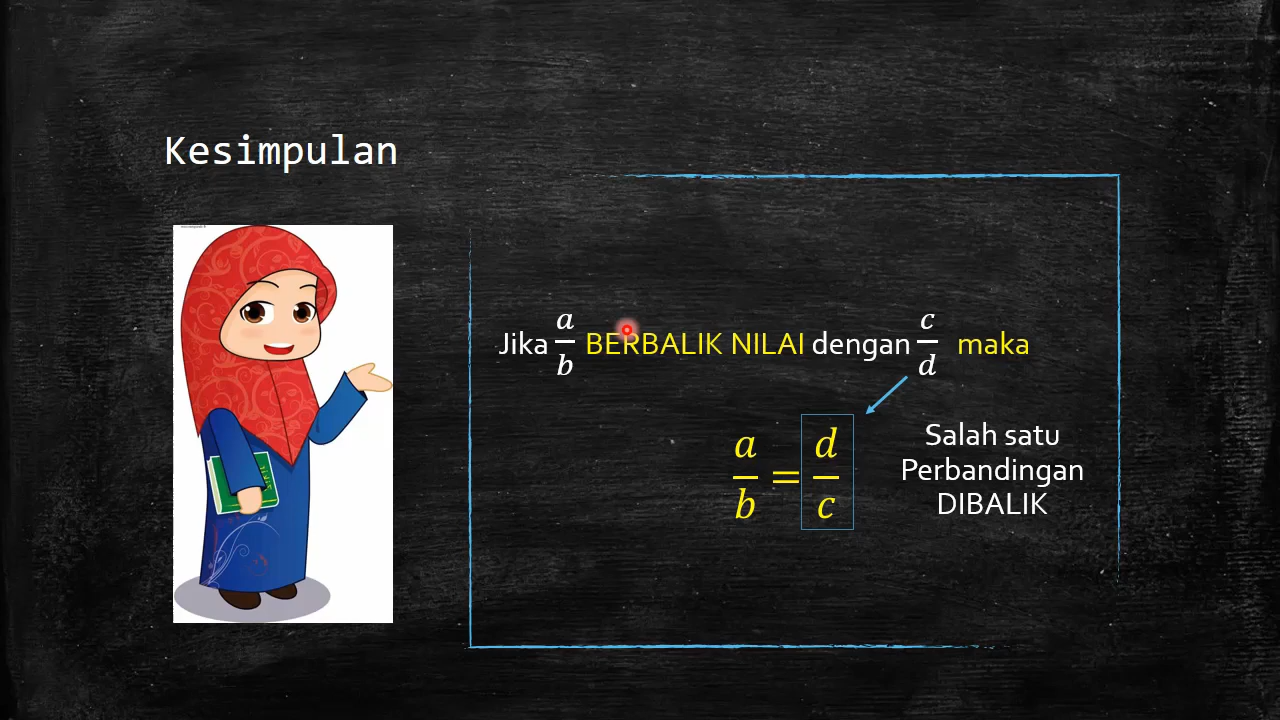 Kesimpulan
Jika a/b BERBALIK NILAI dengan c/d maka
a/b = d/c
Salah satu
Perbandingan
DIBALIK